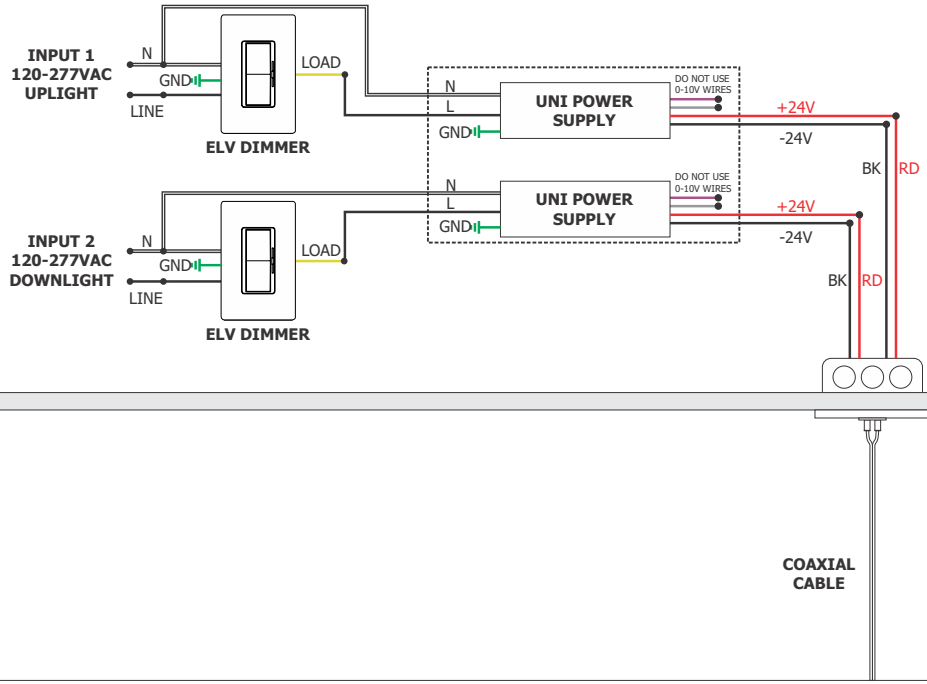 INPUT 1
120-277VAC
UPLIGHT
N
GND
LINE
LOAD
ELV DIMMER
N
L
GND
UNI POWER
SUPPLY
DO NOT USE
0-10V WIRES
+24V
-24V
BK
RD
INPUT 2
120-277VAC
DOWNLIGHT
N
GND
LINE
LOAD
ELV DIMMER
N
L
GND
UNI POWER
SUPPLY
DO NOT USE
0-10V WIRES
+24V
-24V
BK
RD
COAXIAL
CABLE